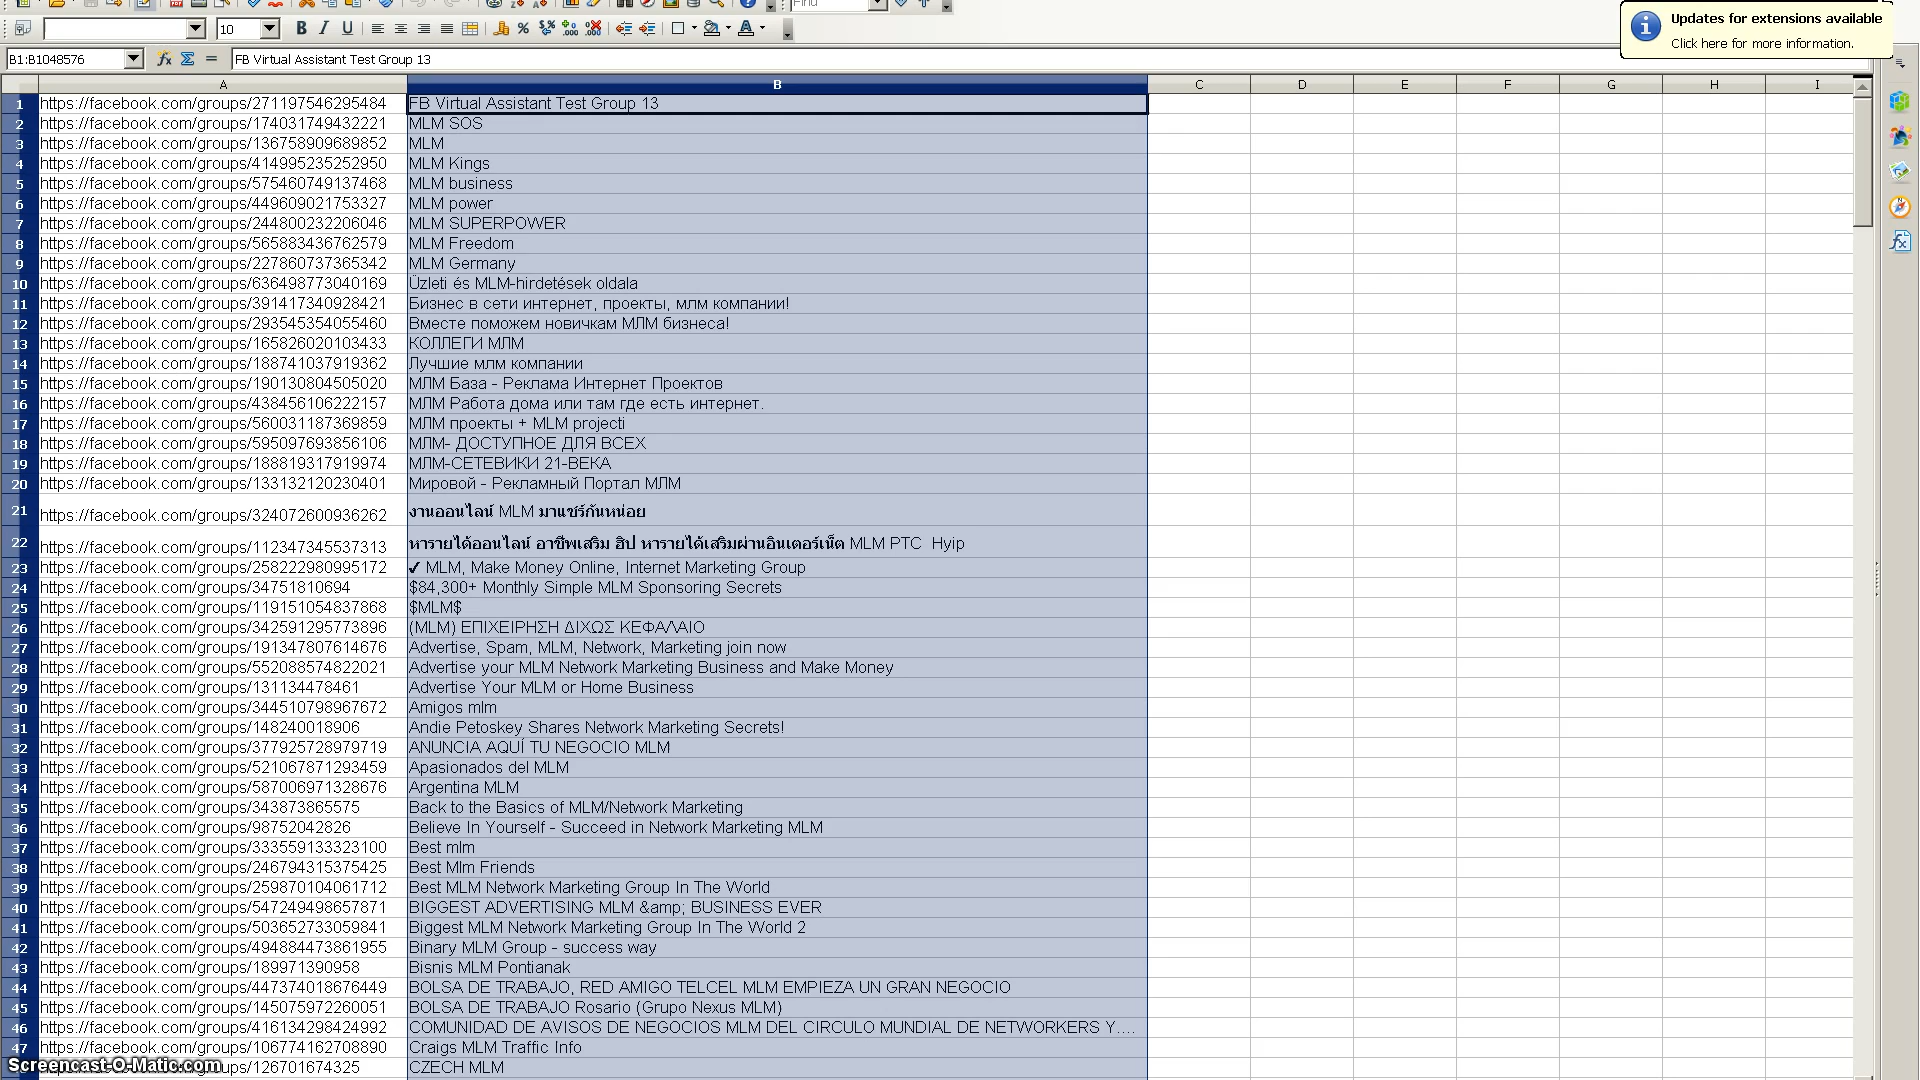 Find
10
B I U
B1:B1048576
FB Virtual Assistant Test Group 13
Updates for extensions available
Click here for more information.
A B C D E F G H I
1 https://facebook.com/groups/271197546295484 FB Virtual Assistant Test Group 13
2 https://facebook.com/groups/174031749432221 MLM SOS
3 https://facebook.com/groups/136758909689852 MLM
4 https://facebook.com/groups/414995235252950 MLM Kings
5 https://facebook.com/groups/575460749137468 MLM business
6 https://facebook.com/groups/449609021753327 MLM power
7 https://facebook.com/groups/244800232206046 MLM SUPERPOWER
8 https://facebook.com/groups/565883436762579 MLM Freedom
9 https://facebook.com/groups/227860737365342 MLM Germany
10 https://facebook.com/groups/636498773040169 Üzleti és MLM-hirdetések oldala
11 https://facebook.com/groups/391417340928421 Бизнес в сети интернет, проекты, млм компании!
12 https://facebook.com/groups/293545354055460 Вместе поможем новичкам МЛМ бизнеса!
13 https://facebook.com/groups/165826020103433 КОЛЛЕГИ МЛМ
14 https://facebook.com/groups/188741037919362 Лучшие млм компании
15 https://facebook.com/groups/190130804505020 МЛМ База - Реклама Интернет Проектов
16 https://facebook.com/groups/438456106222157 МЛМ Работа дома или там где есть интернет.
17 https://facebook.com/groups/560031187369859 МЛМ проекты + MLM projecti
18 https://facebook.com/groups/595097693856106 МЛМ- ДОСТУПНОЕ ДЛЯ ВСЕХ
19 https://facebook.com/groups/188819317919974 МЛМ-СЕТЕВИКИ 21-ВЕКА
20 https://facebook.com/groups/133132120230401 Мировой - Рекламный Портал МЛМ
21 https://facebook.com/groups/324072600936262 งานออนไลน์ MLM มาแชร์กันหน่อย
22 https://facebook.com/groups/112347345537313 หารายได้ออนไลน์ อาชีพเสริม ฮิป หารายได้เสริมผ่านอินเตอร์เน็ต MLM PTC Hyip
23 https://facebook.com/groups/258222980995172 ✔ MLM, Make Money Online, Internet Marketing Group
24 https://facebook.com/groups/34751810694 $84,300+ Monthly Simple MLM Sponsoring Secrets
25 https://facebook.com/groups/119151054837868 $MLM$
26 https://facebook.com/groups/342591295773896 (MLM) ΕΠΙΧΕΙΡΗΣΗ ΔΙΧΩΣ ΚΕΦΑΛΑΙΟ
27 https://facebook.com/groups/191347807614676 Advertise, Spam, MLM, Network, Marketing join now
28 https://facebook.com/groups/552088574822021 Advertise your MLM Network Marketing Business and Make Money
29 https://facebook.com/groups/131134478461 Advertise Your MLM or Home Business
30 https://facebook.com/groups/344510798967672 Amigos mlm
31 https://facebook.com/groups/148240018906 Andie Petoskey Shares Network Marketing Secrets!
32 https://facebook.com/groups/377925728979719 ANUNCIA AQUÍ TU NEGOCIO MLM
33 https://facebook.com/groups/521067871293459 Apasionados del MLM
34 https://facebook.com/groups/587006971328676 Argentina MLM
35 https://facebook.com/groups/343873865575 Back to the Basics of MLM/Network Marketing
36 https://facebook.com/groups/98752042826 Believe In Yourself - Succeed in Network Marketing MLM
37 https://facebook.com/groups/333559133323100 Best mlm
38 https://facebook.com/groups/246794315375425 Best Mlm Friends
39 https://facebook.com/groups/259870104061712 Best MLM Network Marketing Group In The World
40 https://facebook.com/groups/547249498657871 BIGGEST ADVERTISING MLM &amp; BUSINESS EVER
41 https://facebook.com/groups/503652733059841 Biggest MLM Network Marketing Group In The World 2
42 https://facebook.com/groups/494884473861955 Binary MLM Group - success way
43 https://facebook.com/groups/189971390958 Bisnis MLM Pontianak
44 https://facebook.com/groups/447374018676449 BOLSA DE TRABAJO, RED AMIGO TELCEL MLM EMPIEZA UN GRAN NEGOCIO
45 https://facebook.com/groups/145075972260051 BOLSA DE TRABAJO Rosario (Grupo Nexus MLM)
46 https://facebook.com/groups/416134298424992 COMUNIDAD DE AVISOS DE NEGOCIOS MLM DEL CIRCULO MUNDIAL DE NETWORKERS Y....
47 https://facebook.com/groups/106774162708890 Craigs MLM Traffic Info
/groups/126701674325 CZECH MLM
Screencast-O-Matic.com